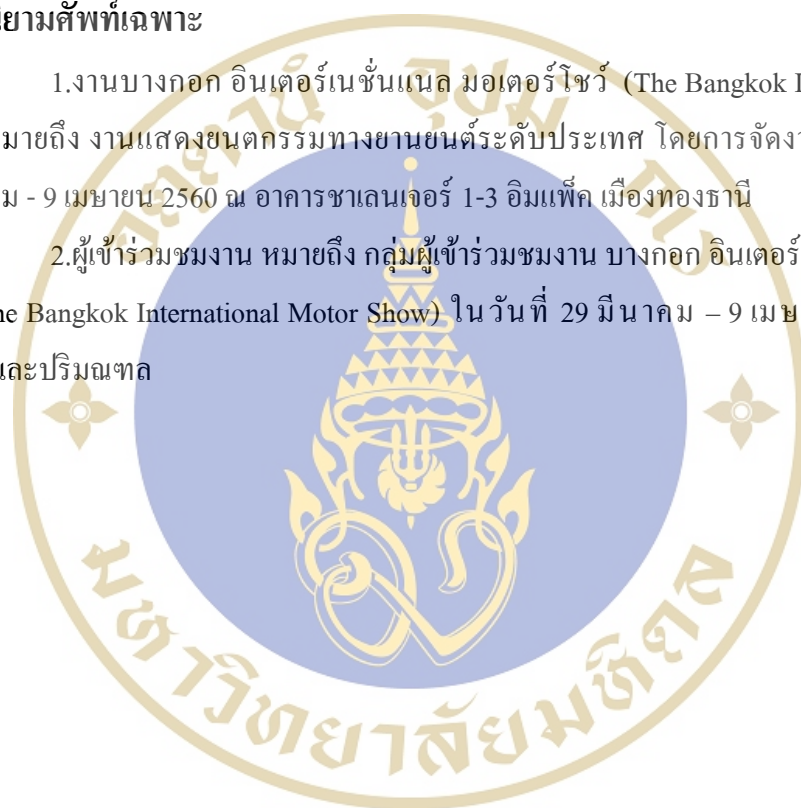 นิยามศัพท์เฉพาะ
1.งานบางกอก อินเตอร์เนชั่นแนล มอเตอร์โชว์ (The Bangkok I
มายถึง งานแสดงยนตกรรมทางยานยนต์ระดับประเทศ โดยการจัดงา
ม - 9 เมษายน 2560 ณ อาคารชาเลนเจอร์ 1-3 อิมแพ็ค เมืองทองธานี
2.ผู้เข้าร่วมชมงาน หมายถึง กลุ่มผู้เข้าร่วมชมงาน บางกอก อินเตอร์
he Bangkok International Motor Show) ในวันที่ 29 มีนาคม – 9 เมษ
และปริมณฑล
อตฺตานํ อุปมํ กเร
มหาวิทยาลัยมหิดล